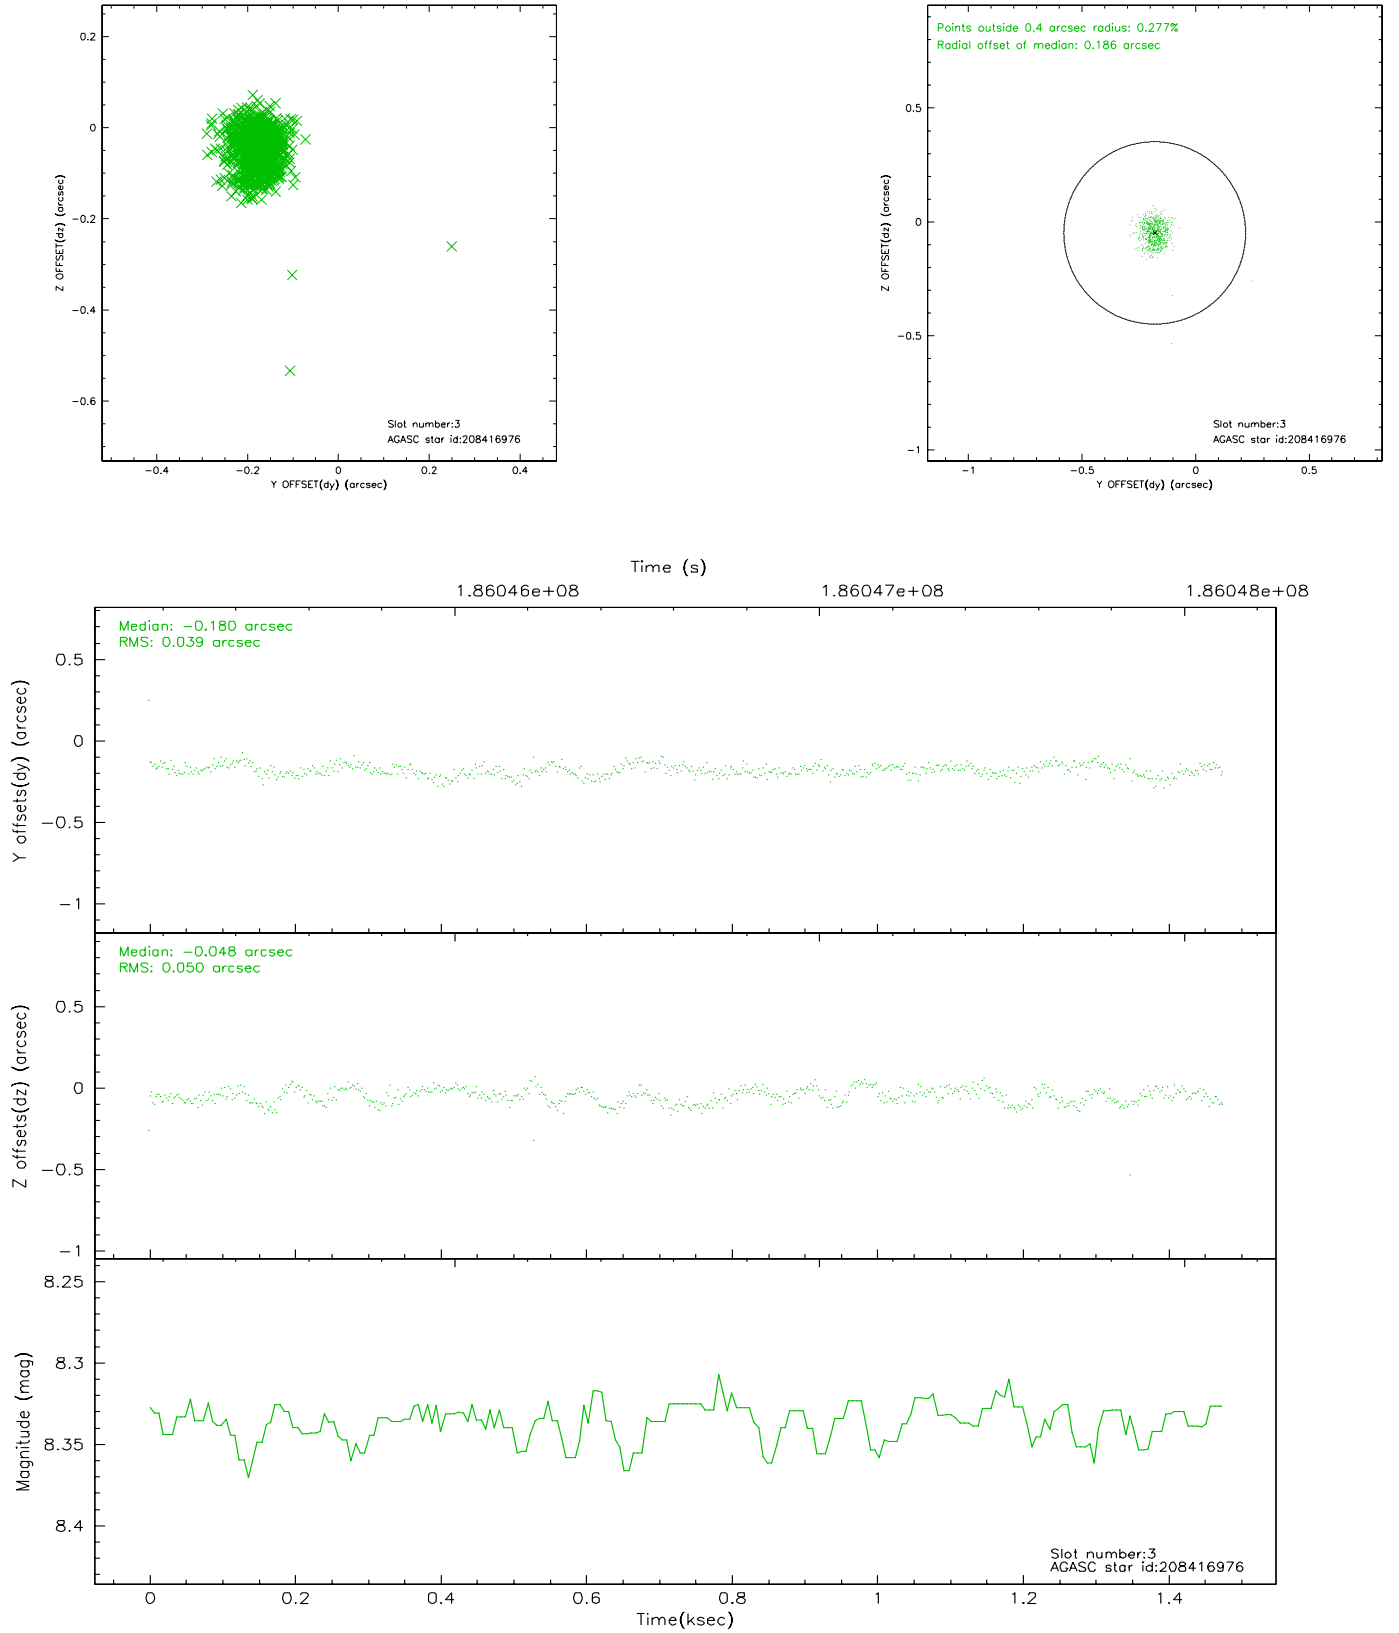 0.2
0
−0.2
−0.4
−0.6
Z OFFSET(dz) (arcsec)
Slot number:3
AGASC star id:208416976
−0.4
−0.2
0
0.2
0.4
Y OFFSET(dy) (arcsec)
Points outside 0.4 arcsec radius: 0.277%
Radial offset of median: 0.186 arcsec
0.5
0
−0.5
−1
Z OFFSET(dz) (arcsec)
Slot number:3
AGASC star id:208416976
−1
−0.5
0
0.5
Y OFFSET(dy) (arcsec)
Time (s)
1.86046e+08
1.86047e+08
1.86048e+08
Median: −0.180 arcsec
RMS: 0.039 arcsec
0.5
0
−0.5
−1
Y offsets(dy) (arcsec)
Median: −0.048 arcsec
RMS: 0.050 arcsec
0.5
0
−0.5
−1
Z offsets(dz) (arcsec)
8.25
8.3
8.35
8.4
Magnitude (mag)
Slot number:3
AGASC star id:208416976
0
0.2
0.4
0.6
0.8
1
1.2
1.4
Time(ksec)